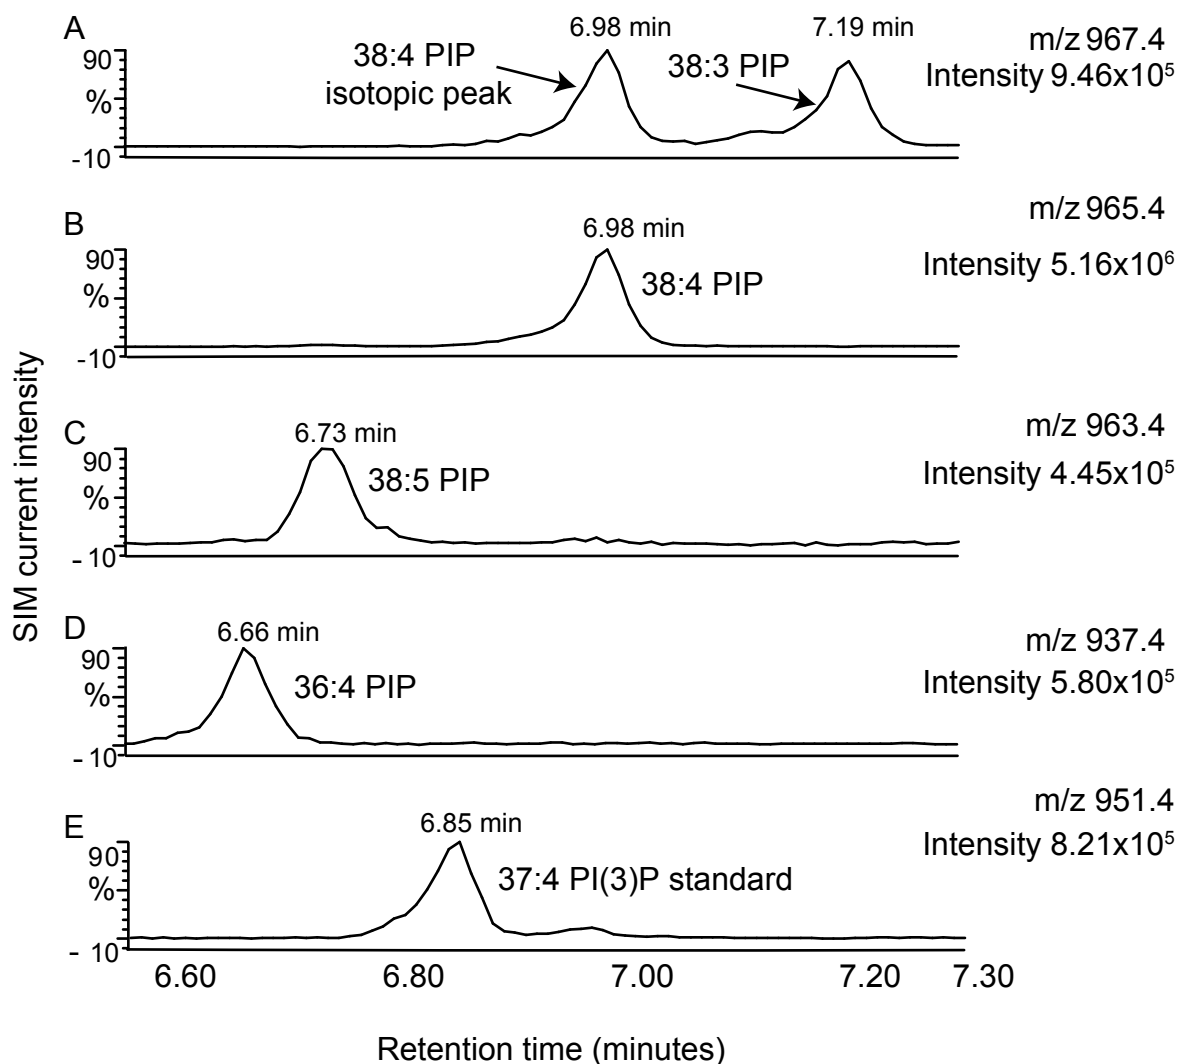 A
6.98 min
7.19 min
38:4 PIP
isotopic peak
38:3 PIP
m/z 967.4
Intensity 9.46x10⁵
90
%
-10
B
6.98 min
38:4 PIP
m/z 965.4
Intensity 5.16x10⁶
90
%
-10
C
6.73 min
38:5 PIP
m/z 963.4
Intensity 4.45x10⁵
90
%
- 10
D
6.66 min
36:4 PIP
m/z 937.4
Intensity 5.80x10⁵
90
%
- 10
E
6.85 min
37:4 PI(3)P standard
m/z 951.4
Intensity 8.21x10⁵
90
%
- 10
SIM current intensity
6.60 6.80 7.00 7.20 7.30
Retention time (minutes)